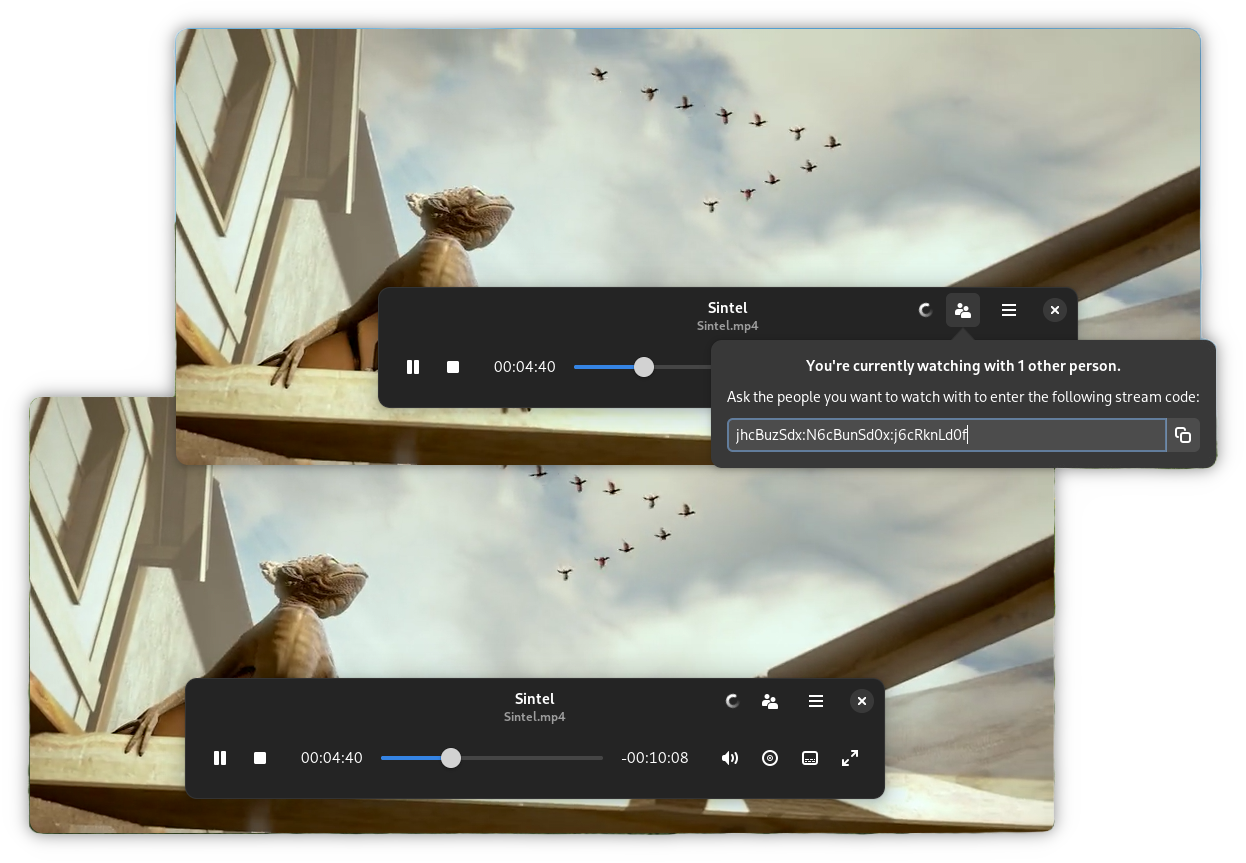 Sintel
Sintel.mp4
00:04:40
You're currently watching with 1 other person.
Ask the people you want to watch with to enter the following stream code:
jhcBuzSdx:N6cBunSd0x:j6cRknLd0f
Sintel
Sintel.mp4
00:04:40
-00:10:08